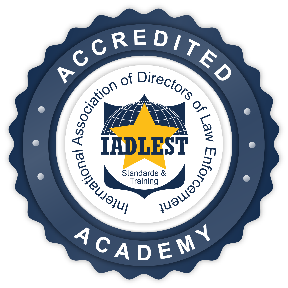 ACCREDITED
International Association of Directors of Law Enforcement
IADLEST
Standards &
Training
ACADEMY